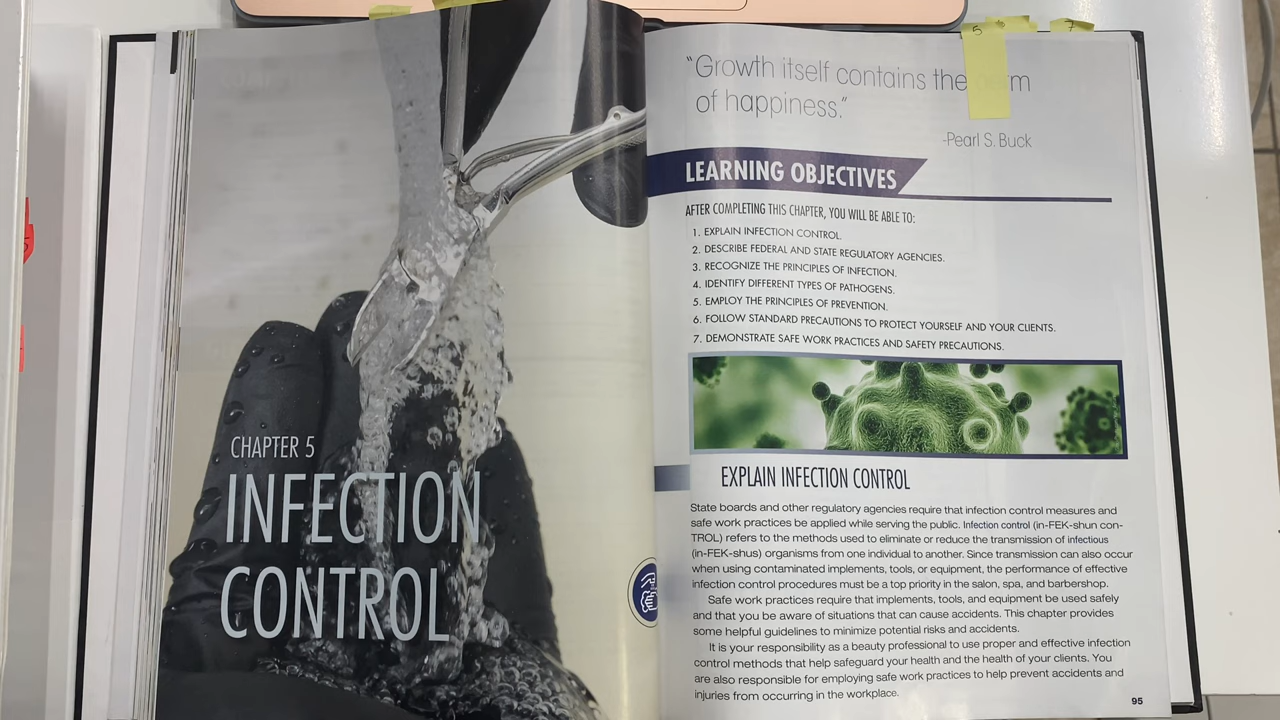 CHAPTER 5
INFECTION
CONTROL
5
6
7
"Growth itself contains the
of happiness."
-Pearl S. Buck
LEARNING OBJECTIVES
AFTER COMPLETING THIS CHAPTER, YOU WILL BE ABLE TO:
1. EXPLAIN INFECTION CONTROL.
2. DESCRIBE FEDERAL AND STATE REGULATORY AGENCIES.
3. RECOGNIZE THE PRINCIPLES OF INFECTION.
4. IDENTIFY DIFFERENT TYPES OF PATHOGENS.
5. EMPLOY THE PRINCIPLES OF PREVENTION.
6. FOLLOW STANDARD PRECAUTIONS TO PROTECT YOURSELF AND YOUR CLIENTS.
7. DEMONSTRATE SAFE WORK PRACTICES AND SAFETY PRECAUTIONS.
EXPLAIN INFECTION CONTROL
State boards and other regulatory agencies require that infection control measures and
safe work practices be applied while serving the public. Infection control (in-FEK-shun con-
TROL) refers to the methods used to eliminate or reduce the transmission of infectious
(in-FEK-shus) organisms from one individual to another. Since transmission can also occur
when using contaminated implements, tools, or equipment, the performance of effective
infection control procedures must be a top priority in the salon, spa, and barbershop.
Safe work practices require that implements, tools, and equipment be used safely
and that you be aware of situations that can cause accidents. This chapter provides
some helpful guidelines to minimize potential risks and accidents.
It is your responsibility as a beauty professional to use proper and effective infection
control methods that help safeguard your health and the health of your clients. You
are also responsible for employing safe work practices to help prevent accidents and
injuries from occurring in the workplace.
95